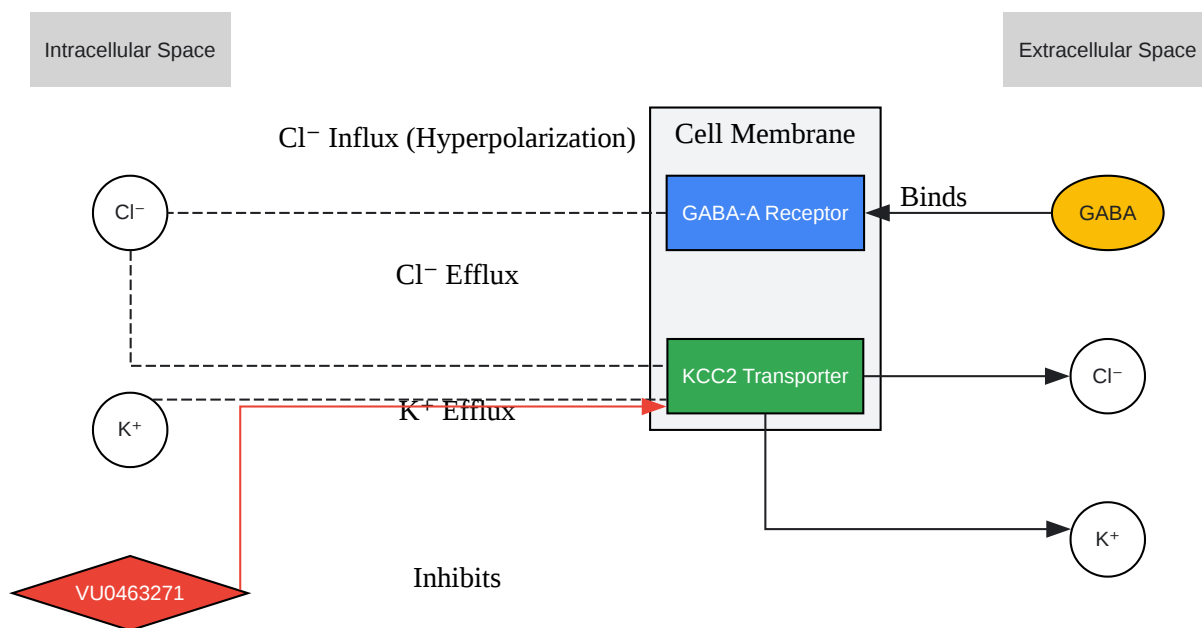 Intracellular Space
Extracellular Space
Cl⁻ Influx (Hyperpolarization)
Cell Membrane
Cl⁻
GABA-A Receptor
Binds
GABA
Cl⁻ Efflux
KCC2 Transporter
Cl⁻
K⁺ Efflux
K⁺
K⁺
VU0463271
Inhibits